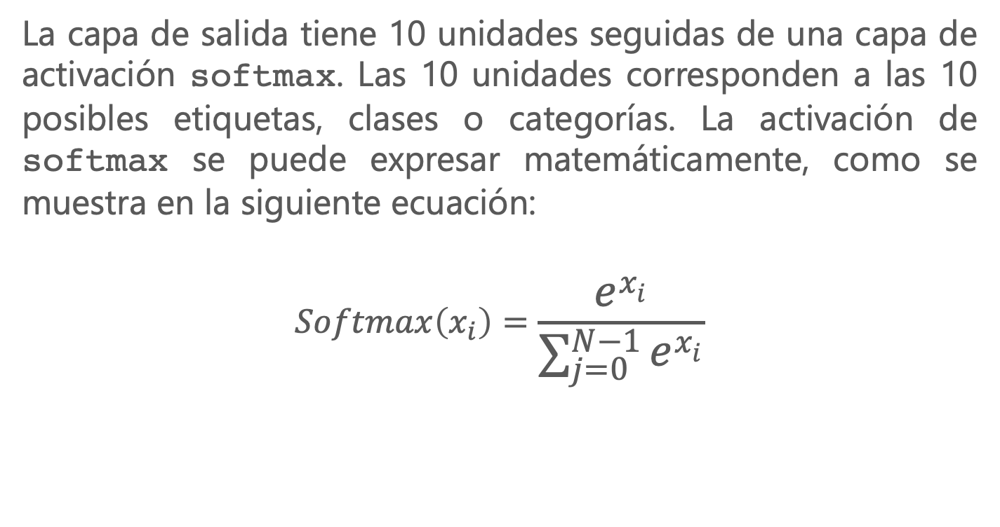 La capa de salida tiene 10 unidades seguidas de una capa de
activación softmax. Las 10 unidades corresponden a las 10
posibles etiquetas, clases o categorías. La activación de
softmax se puede expresar matemáticamente, como se
muestra en la siguiente ecuación:
Softmax(x_i) = \frac{e^{x_i}}{\sum_{j=0}^{N-1} e^{x_i}}